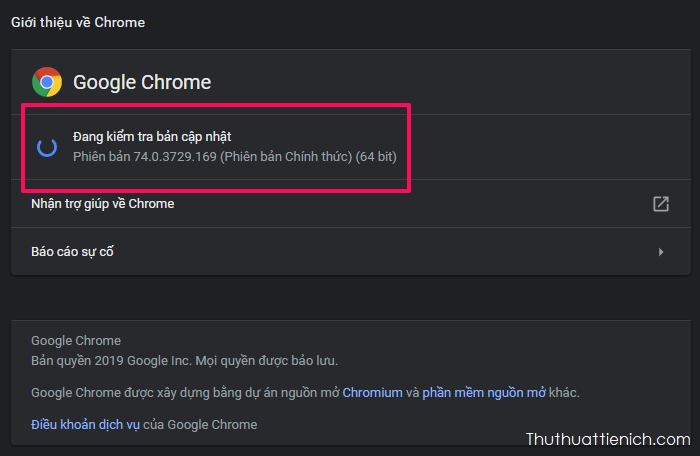 Giới thiệu về Chrome
Google Chrome
Đang kiểm tra bản cập nhật
Phiên bản 74.0.3729.169 (Phiên bản Chính thức) (64 bit)
Nhận trợ giúp về Chrome
Báo cáo sự cố
Google Chrome
Bản quyền 2019 Google Inc. Mọi quyền được bảo lưu.
Google Chrome được xây dựng bằng dự án nguồn mở Chromium và phần mềm nguồn mở khác.
Điều khoản dịch vụ của Google Chrome
Thuthuattienich.com